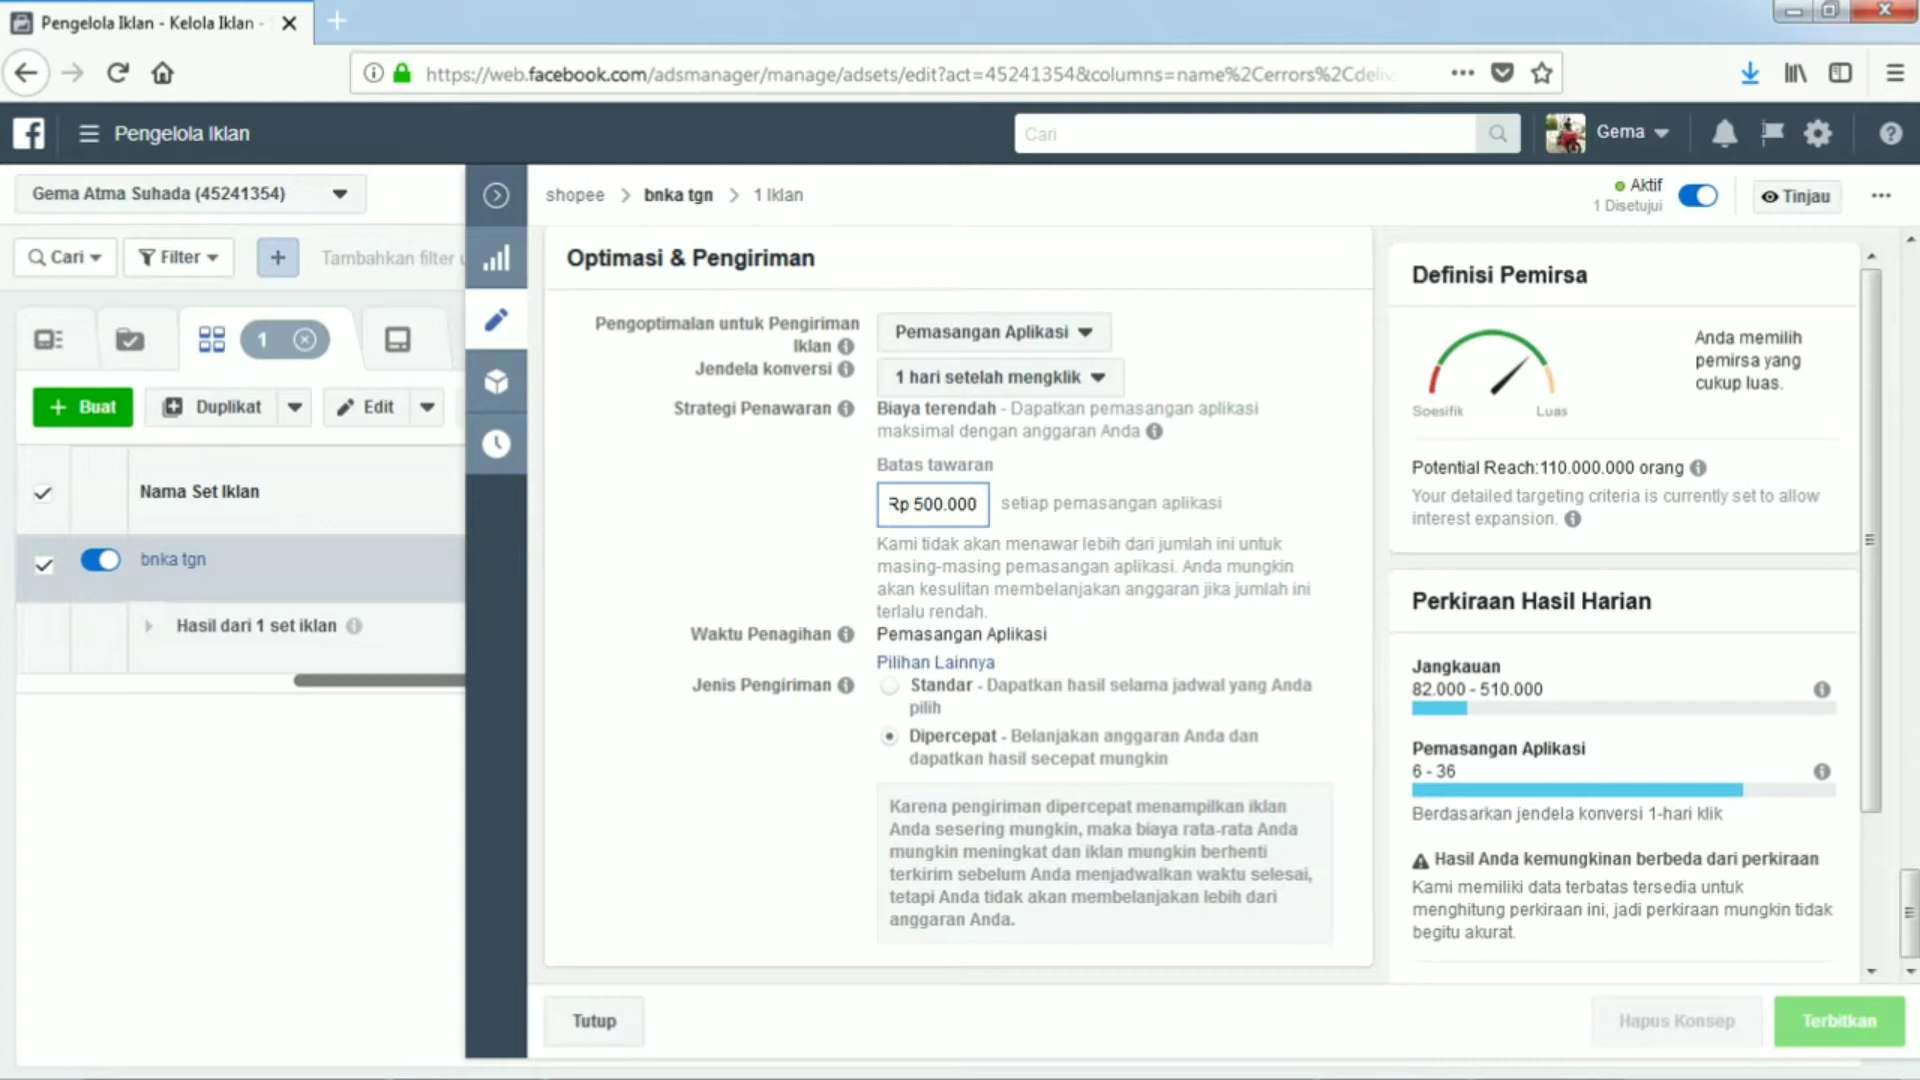 Pengelola Iklan - Kelola Iklan -
https://web.facebook.com/adsmanager/manage/adsets/edit?act=45241354&columns=name%2Cerrors%2Cdeliv
Pengelola Iklan
Cari
Gema
Gema Atma Suhada (45241354)
shopee > bnka tgn > 1 Iklan
Aktif
1 Disetujui
Tinjau
Cari
Filter
Tambahkan filter u
1
Buat
Duplikat
Edit
Nama Set Iklan
bnka tgn
Hasil dari 1 set iklan
Optimasi & Pengiriman
Pengoptimalan untuk Pengiriman
Iklan
Pemasangan Aplikasi
Jendela konversi
1 hari setelah mengklik
Strategi Penawaran
Biaya terendah - Dapatkan pemasangan aplikasi
maksimal dengan anggaran Anda
Batas tawaran
Rp 500.000 setiap pemasangan aplikasi
Kami tidak akan menawar lebih dari jumlah ini untuk
masing-masing pemasangan aplikasi. Anda mungkin
akan kesulitan membelanjakan anggaran jika jumlah ini
terlalu rendah.
Waktu Penagihan
Pemasangan Aplikasi
Pilihan Lainnya
Jenis Pengiriman
Standar - Dapatkan hasil selama jadwal yang Anda
pilih
Dipercepat - Belanjakan anggaran Anda dan
dapatkan hasil secepat mungkin
Karena pengiriman dipercepat menampilkan iklan
Anda sesering mungkin, maka biaya rata-rata Anda
mungkin meningkat dan iklan mungkin berhenti
terkirim sebelum Anda menjadwalkan waktu selesai,
tetapi Anda tidak akan membelanjakan lebih dari
anggaran Anda.
Tutup
Definisi Pemirsa
Soesifik
Luas
Anda memilih
pemirsa yang
cukup luas.
Potential Reach:110.000.000 orang
Your detailed targeting criteria is currently set to allow
interest expansion.
Perkiraan Hasil Harian
Jangkauan
82.000 - 510.000
Pemasangan Aplikasi
6 - 36
Berdasarkan jendela konversi 1-hari klik
Hasil Anda kemungkinan berbeda dari perkiraan
Kami memiliki data terbatas tersedia untuk
menghitung perkiraan ini, jadi perkiraan mungkin tidak
begitu akurat.
Hapus Konsep
Terbitkan